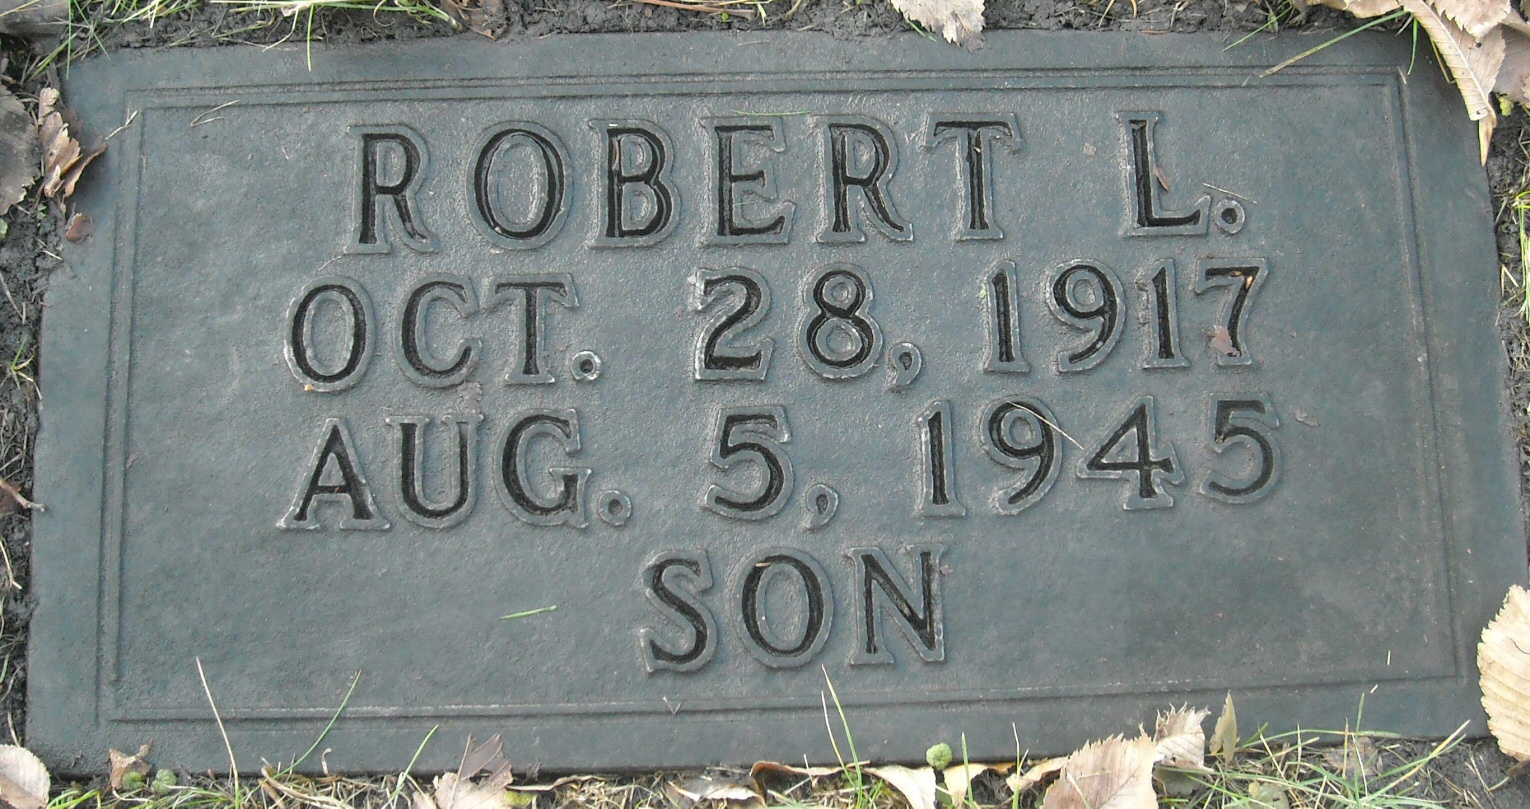 ROBERT L.
OCT. 28, 1917
AUG. 5, 1945
SON